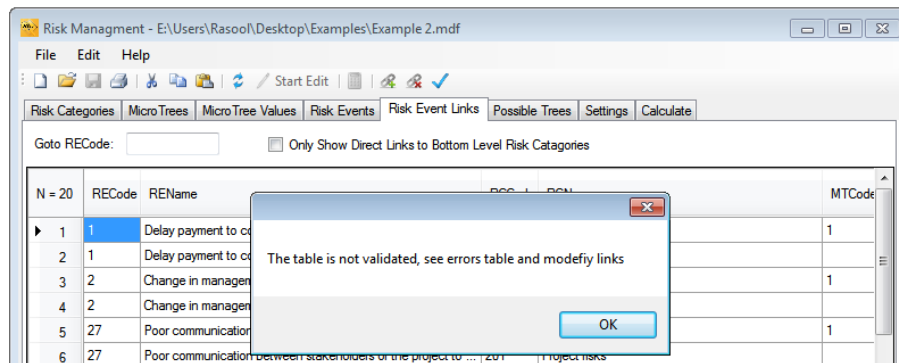 Risk Managment - E:\Users\Rasool\Desktop\Examples\Example 2.mdf
File Edit Help
Start Edit
Risk Categories MicroTrees MicroTree Values Risk Events Risk Event Links Possible Trees Settings Calculate
Goto RECode: Only Show Direct Links to Bottom Level Risk Catagories
N = 20 RECode REName MTCode
1 1 Delay payment to 1
2 1 Delay payment to
The table is not validated, see errors table and modefiy links
3 2 Change in 1
4 2 Change in
OK
5 27 Poor communication 1
6 27 Poor communication between stakeholders of the project to ... 201 Project risks